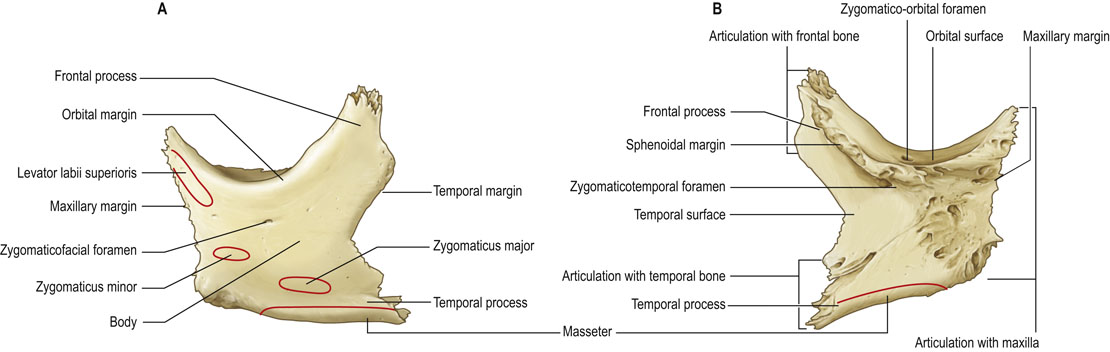 A
Frontal process
Orbital margin
Levator labii superioris
Maxillary margin
Zygomaticofacial foramen
Zygomaticus minor
Body
Temporal margin
Zygomaticus major
Temporal process
Masseter
B
Zygomatico-orbital foramen
Articulation with frontal bone
Orbital surface
Maxillary margin
Frontal process
Sphenoidal margin
Zygomaticotemporal foramen
Temporal surface
Articulation with temporal bone
Temporal process
Articulation with maxilla